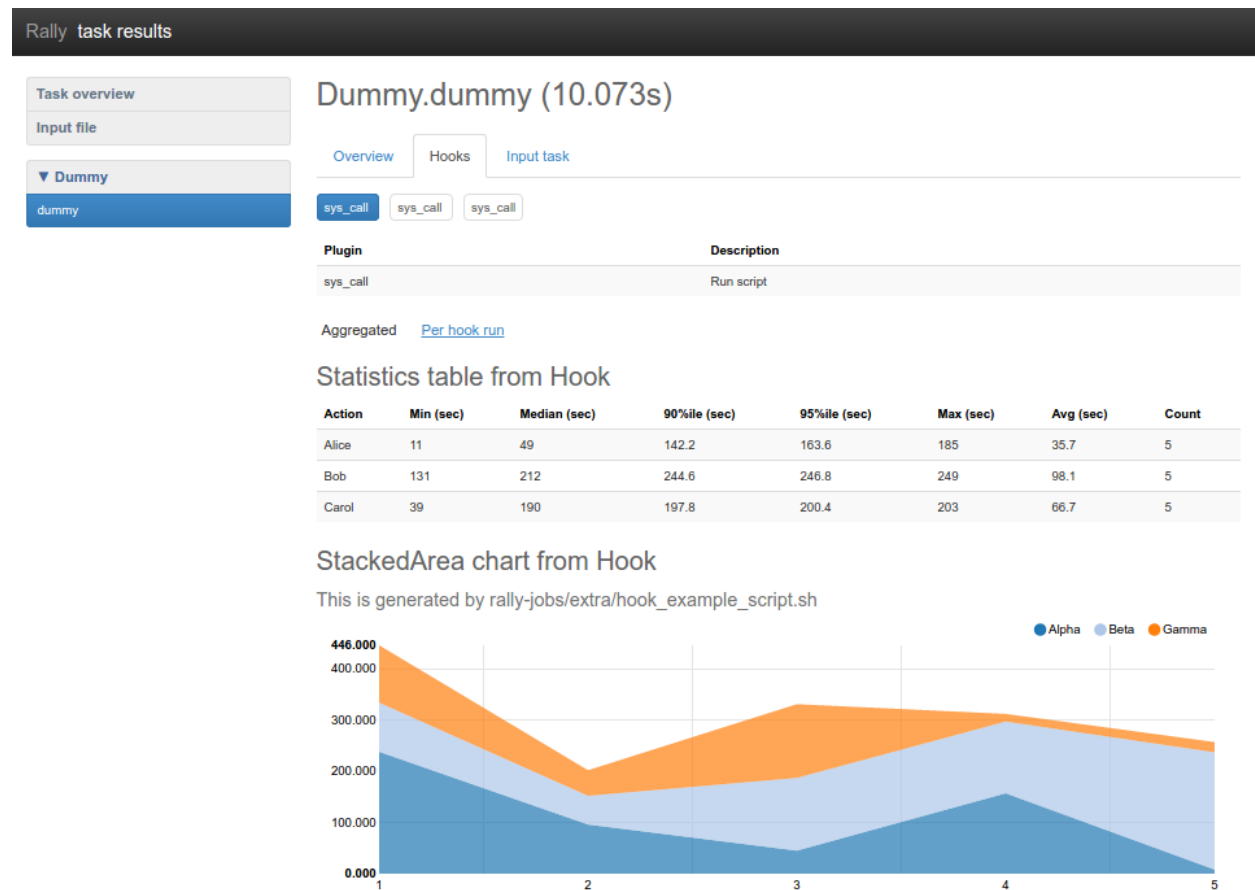 Rally task results
Task overview
Input file
▼ Dummy
dummy
Dummy.dummy (10.073s)
Overview Hooks Input task
sys_call sys_call sys_call
Plugin Description
sys_call Run script
Aggregated Per hook run
Statistics table from Hook
Action Min (sec) Median (sec) 90%ile (sec) 95%ile (sec) Max (sec) Avg (sec) Count
Alice 11 49 142.2 163.6 185 35.7 5
Bob 131 212 244.6 246.8 249 98.1 5
Carol 39 190 197.8 200.4 203 66.7 5
StackedArea chart from Hook
This is generated by rally-jobs/extra/hook_example_script.sh
Alpha Beta Gamma
446.000
400.000
300.000
200.000
100.000
0.000
1 2 3 4 5